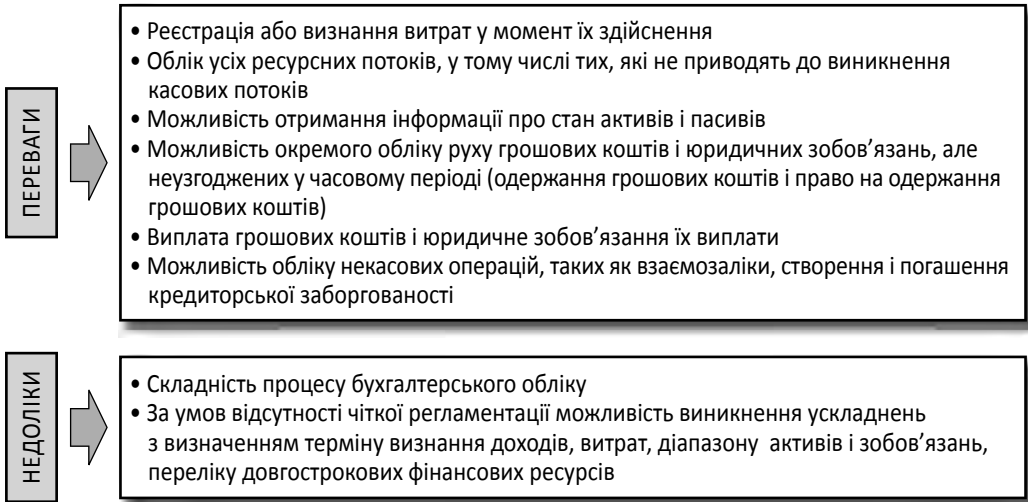 ПЕРЕВАГИ
• Реєстрація або визнання витрат у момент їх здійснення
• Облік усіх ресурсних потоків, у тому числі тих, які не приводять до виникнення
касових потоків
• Можливість отримання інформації про стан активів і пасивів
• Можливість окремого обліку руху грошових коштів і юридичних зобов’язань, але
неузгоджених у часовому періоді (одержання грошових коштів і право на одержання
грошових коштів)
• Виплата грошових коштів і юридичне зобов’язання їх виплати
• Можливість обліку некасових операцій, таких як взаємозаліки, створення і погашення
кредиторської заборгованості
НЕДОЛІКИ
• Складність процесу бухгалтерського обліку
• За умов відсутності чіткої регламентації можливість виникнення ускладнень
з визначенням терміну визнання доходів, витрат, діапазону активів і зобов’язань,
переліку довгострокових фінансових ресурсів